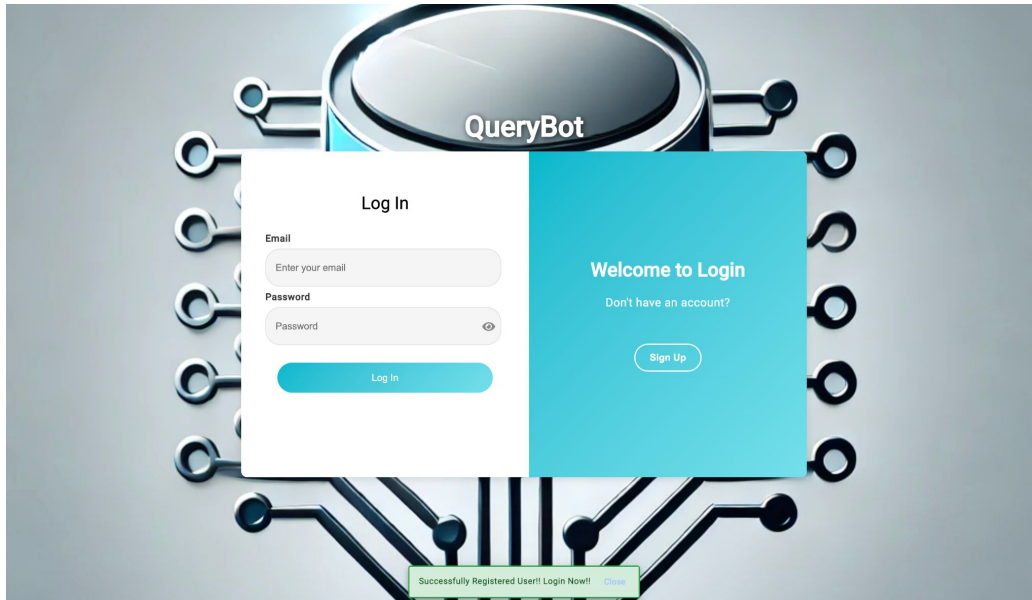 QueryBot
Log In
Email
Enter your email
Password
Password
Log In
Welcome to Login
Don't have an account?
Sign Up
Successfully Registered User!! Login Now!! Close